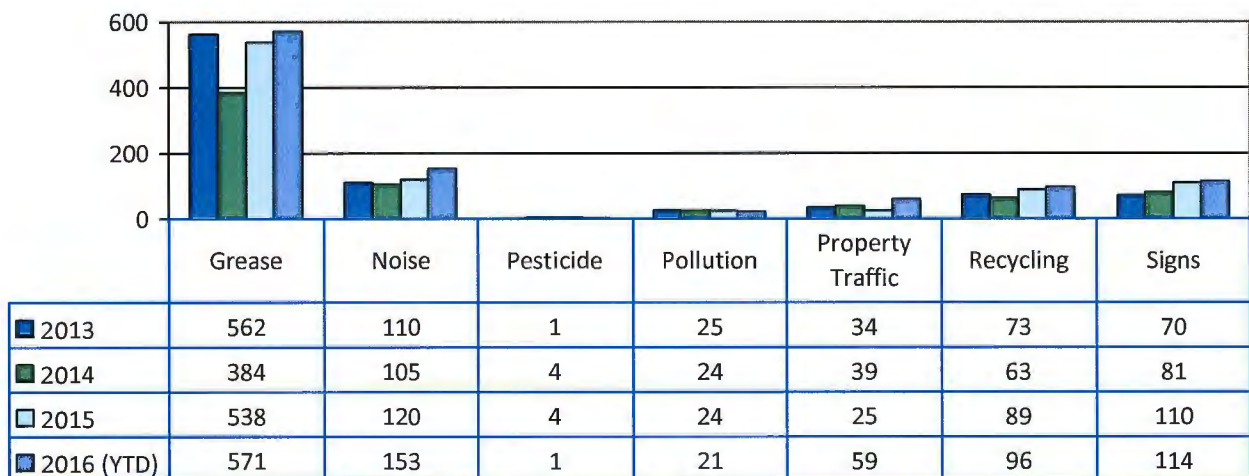 600
400
200
0
Grease Noise Pesticide Pollution Property Traffic Recycling Signs
2013 562 110 1 25 34 73 70
2014 384 105 4 24 39 63 81
2015 538 120 4 24 25 89 110
2016 (YTD) 571 153 1 21 59 96 114